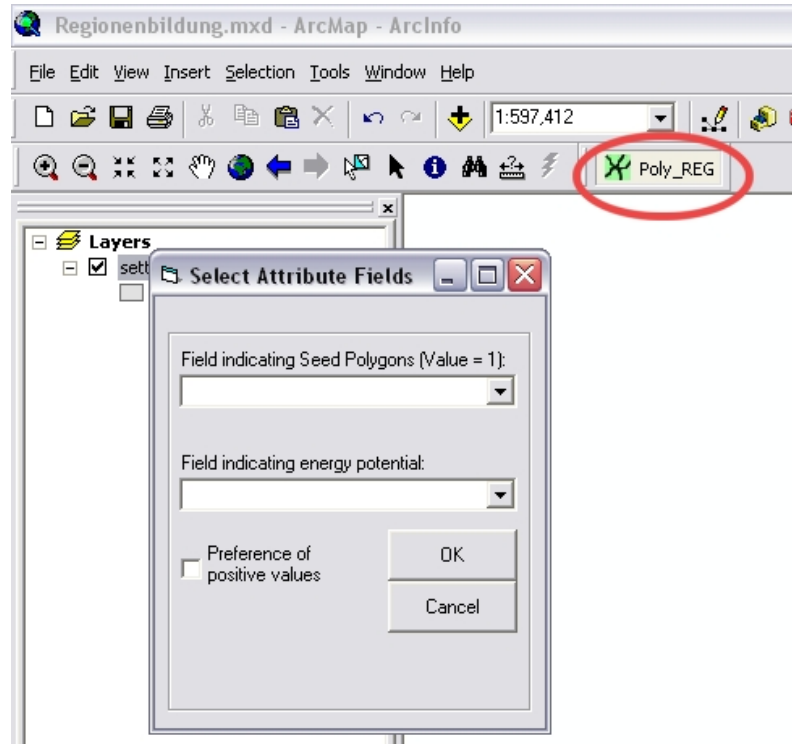 Regionenbildung.mxd - ArcMap - ArcInfo
File Edit View Insert Selection Tools Window Help
1:597,412
Poly_REG
Layers
sett
Select Attribute Fields
Field indicating Seed Polygons (Value = 1):
Field indicating energy potential:
Preference of
positive values
OK
Cancel